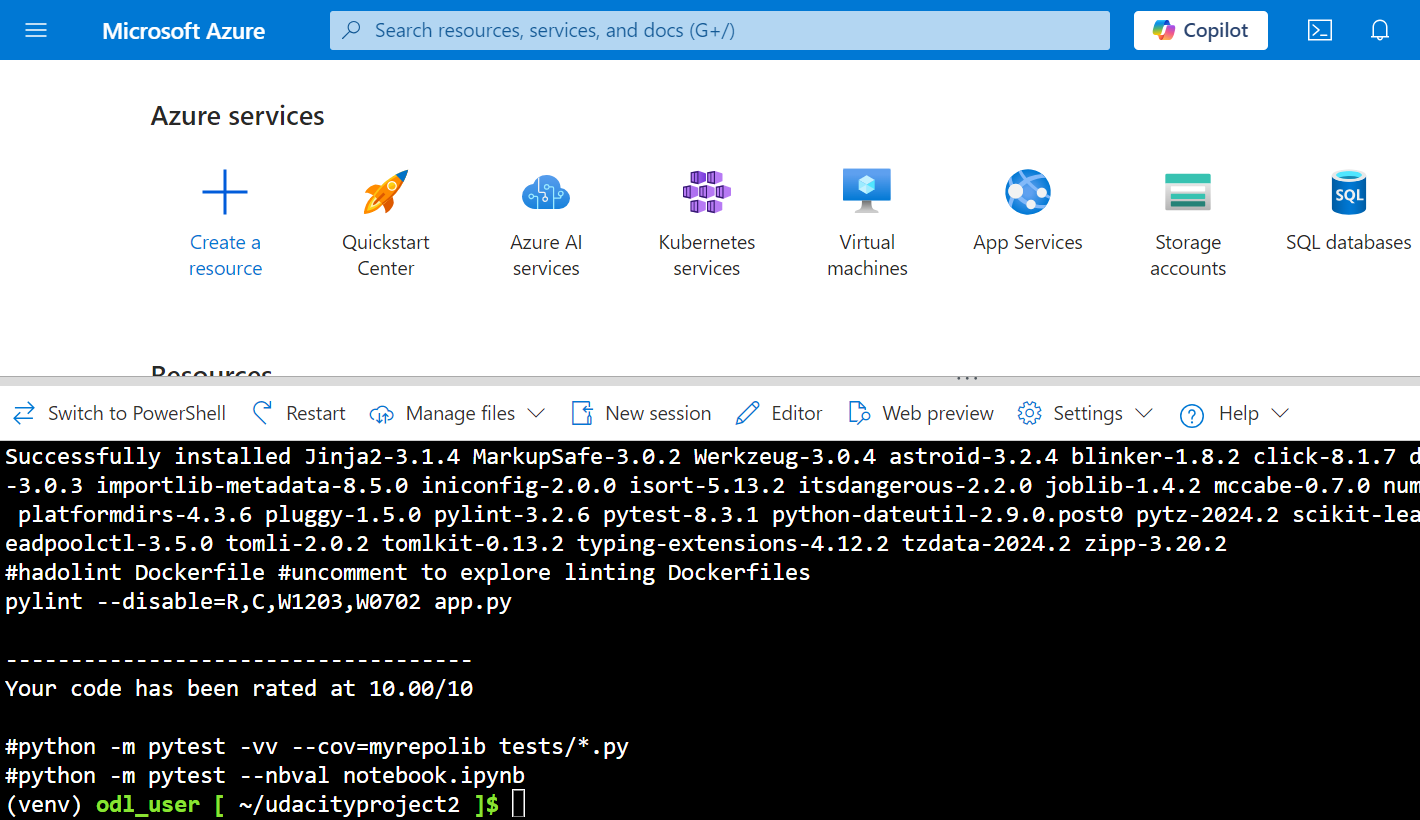 Microsoft Azure
Search resources, services, and docs (G+/)
Copilot
Azure services
Create a resource
Quickstart Center
Azure AI services
Kubernetes services
Virtual machines
App Services
Storage accounts
SQL
SQL databases
Resources
Switch to PowerShell Restart Manage files New session Editor Web preview Settings Help
Successfully installed Jinja2-3.1.4 MarkupSafe-3.0.2 Werkzeug-3.0.4 astroid-3.2.4 blinker-1.8.2 click-8.1.7 d
-3.0.3 importlib-metadata-8.5.0 iniconfig-2.0.0 isort-5.13.2 itsdangerous-2.2.0 joblib-1.4.2 mccabe-0.7.0 num
platformdirs-4.3.6 pluggy-1.5.0 pylint-3.2.6 pytest-8.3.1 python-dateutil-2.9.0.post0 pytz-2024.2 scikit-lea
eadpoolctl-3.5.0 tomli-2.0.2 tomlkit-0.13.2 typing-extensions-4.12.2 tzdata-2024.2 zipp-3.20.2
#hadolint Dockerfile #uncomment to explore linting Dockerfiles
pylint --disable=R,C,W1203,W0702 app.py
------------------------------------
Your code has been rated at 10.00/10
#python -m pytest -vv --cov=myrepolib tests/*.py
#python -m pytest --nbval notebook.ipynb
(venv) odl_user [ ~/udacityproject2 ]$